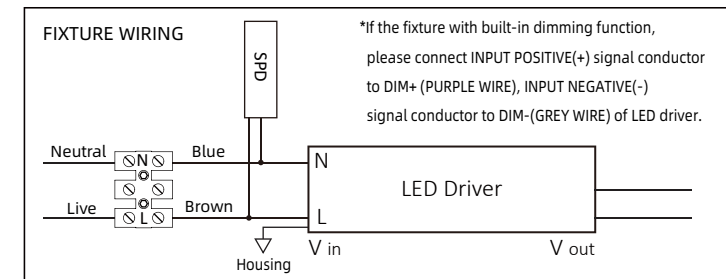 FIXTURE WIRING
*If the fixture with built-in dimming function,
please connect INPUT POSITIVE(+) signal conductor
to DIM+ (PURPLE WIRE), INPUT NEGATIVE(-)
signal conductor to DIM-(GREY WIRE) of LED driver.
SPD
Neutral
N
Blue
N
LED Driver
Live
L
Brown
L
Housing
V in
V out